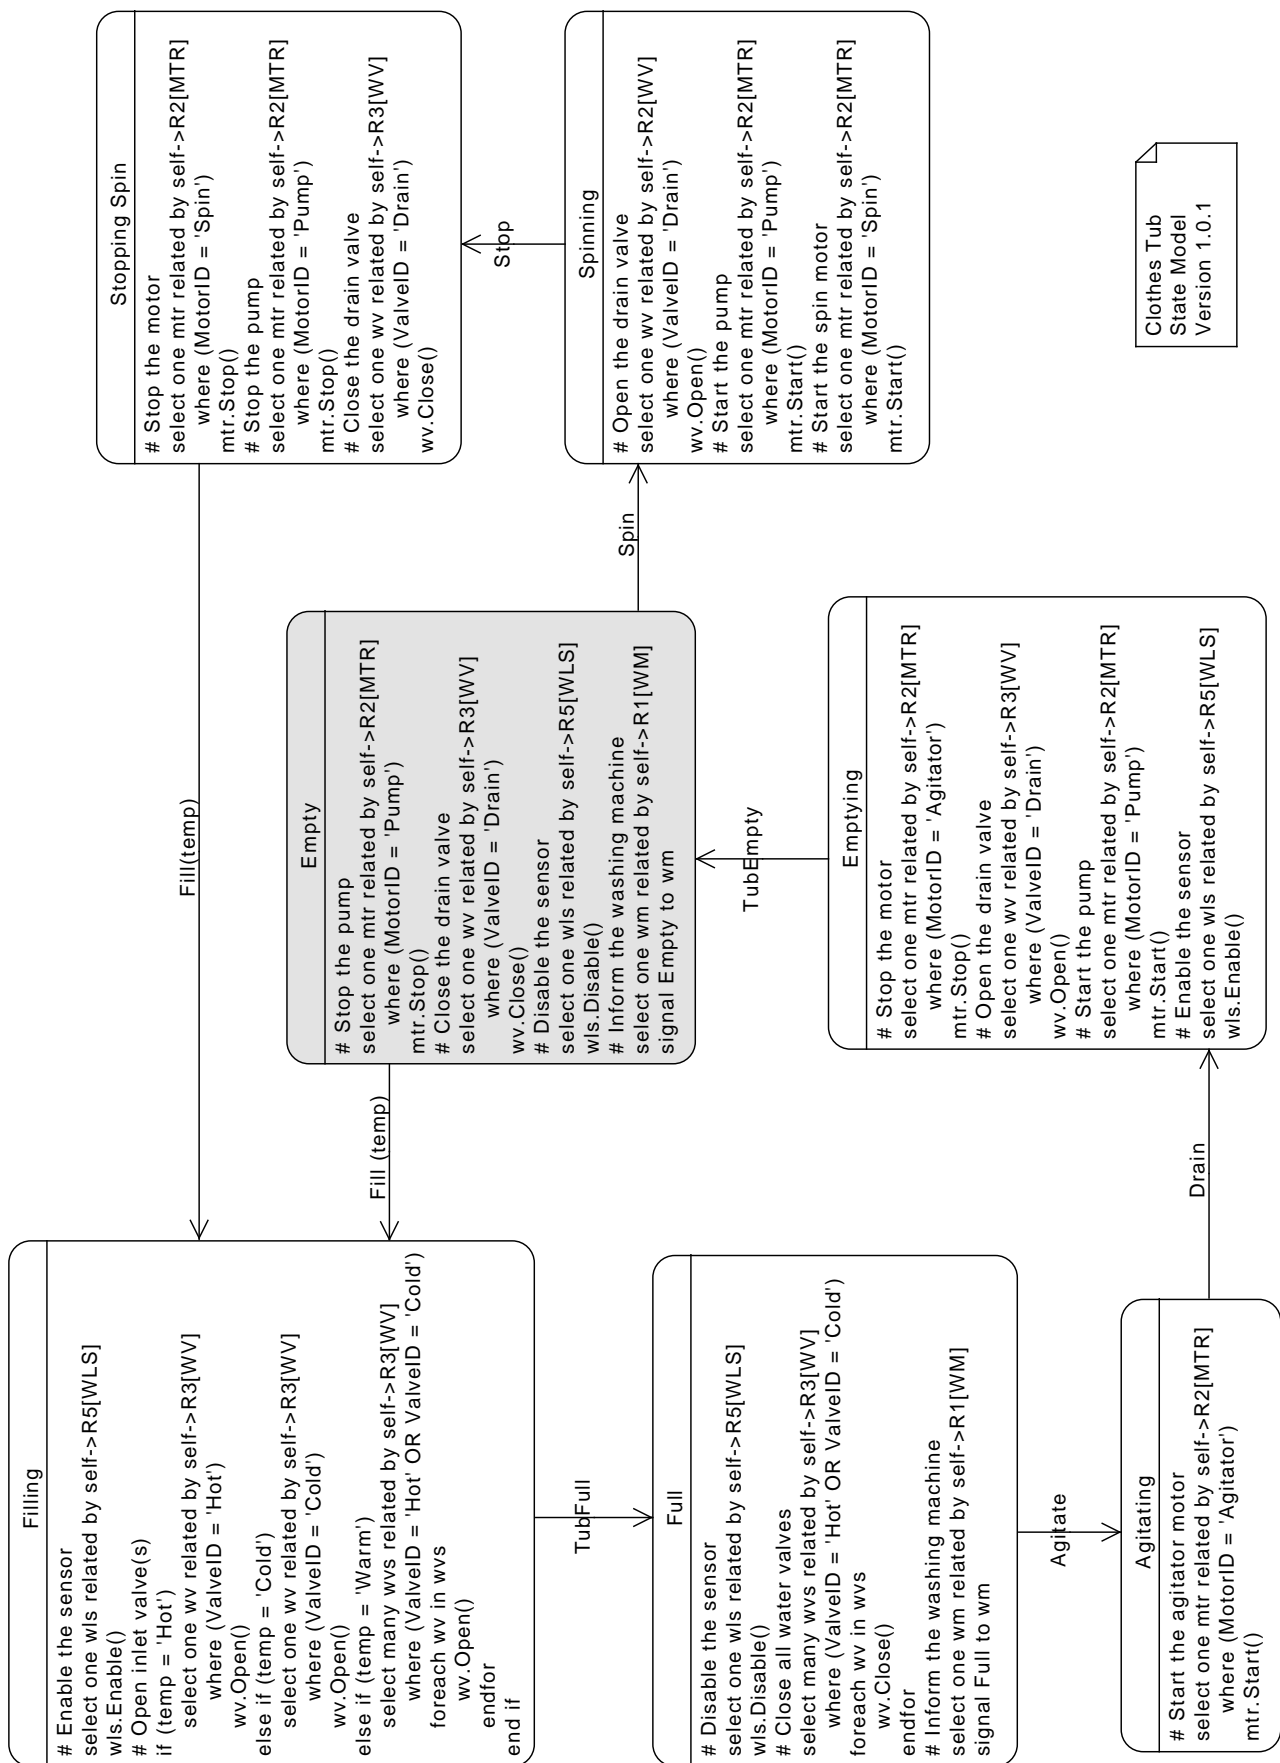 Filling
# Enable the sensor
select one wls related by self->R5[WLS]
wls.Enable()
# Open inlet valve(s)
if (temp = 'Hot')
select one wv related by self->R3[WV]
where (ValveID = 'Hot')
wv.Open()
else if (temp = 'Cold')
select one wv related by self->R3[WV]
where (ValveID = 'Cold')
wv.Open()
else if (temp = 'Warm')
select many wvs related by self->R3[WV]
where (ValveID = 'Hot' OR ValveID = 'Cold')
foreach wv in wvs
wv.Open()
endfor
end if
Fill(temp)
Fill (temp)
Stopping Spin
# Stop the motor
select one mtr related by self->R2[MTR]
where (MotorID = 'Spin')
mtr.Stop()
# Stop the pump
select one mtr related by self->R2[MTR]
where (MotorID = 'Pump')
mtr.Stop()
# Close the drain valve
select one wv related by self->R3[WV]
where (ValveID = 'Drain')
wv.Close()
Empty
# Stop the pump
select one mtr related by self->R2[MTR]
where (MotorID = 'Pump')
mtr.Stop()
# Close the drain valve
select one wv related by self->R3[WV]
where (ValveID = 'Drain')
wv.Close()
# Disable the sensor
select one wls related by self->R5[WLS]
wls.Disable()
# Inform the washing machine
select one wm related by self->R1[WM]
signal Empty to wm
Stop
Spin
TubFull
Full
# Disable the sensor
select one wls related by self->R5[WLS]
wls.Disable()
# Close all water valves
select many wvs related by self->R3[WV]
where (ValveID = 'Hot' OR ValveID = 'Cold')
foreach wv in wvs
wv.Close()
endfor
# Inform the washing machine
select one wm related by self->R1[WM]
signal Full to wm
TubEmpty
Spinning
# Open the drain valve
select one wv related by self->R2[WV]
where (ValveID = 'Drain')
wv.Open()
# Start the pump
select one mtr related by self->R2[MTR]
where (MotorID = 'Pump')
mtr.Start()
# Start the spin motor
select one mtr related by self->R2[MTR]
where (MotorID = 'Spin')
mtr.Start()
Agitate
Agitating
# Start the agitator motor
select one mtr related by self->R2[MTR]
where (MotorID = 'Agitator')
mtr.Start()
Drain
Emptying
# Stop the motor
select one mtr related by self->R2[MTR]
where (MotorID = 'Agitator')
mtr.Stop()
# Open the drain valve
select one wv related by self->R3[WV]
where (ValveID = 'Drain')
wv.Open()
# Start the pump
select one mtr related by self->R2[MTR]
where (MotorID = 'Pump')
mtr.Start()
# Enable the sensor
select one wls related by self->R5[WLS]
wls.Enable()
Clothes Tub
State Model
Version 1.0.1